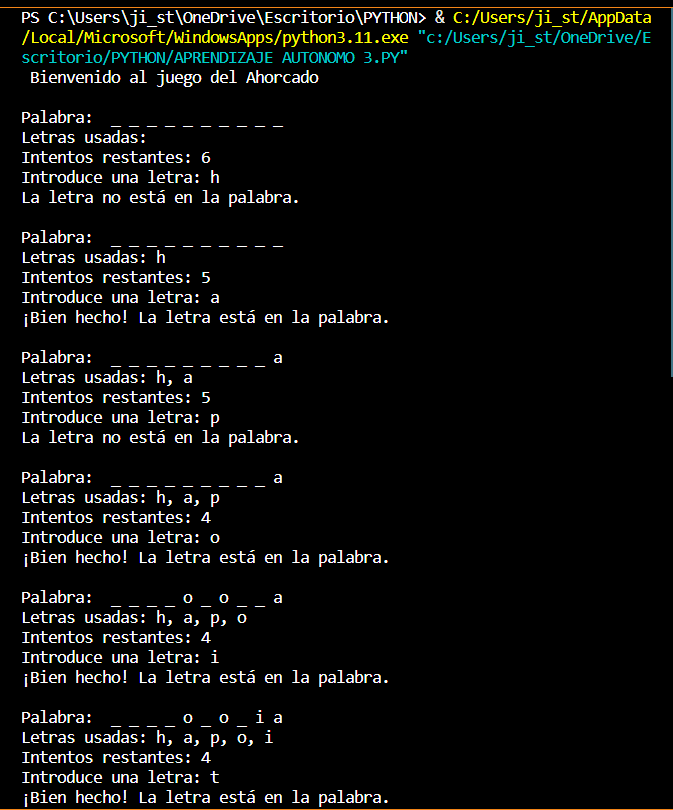 PS C:\Users\ji_st\OneDrive\Escritorio\PYTHON> & C:/Users/ji_st/AppData
/Local/Microsoft/WindowsApps/python3.11.exe "c:/Users/ji_st/OneDrive/E
scritorio/PYTHON/APRENDIZAJE AUTONOMO 3.PY"
Bienvenido al juego del Ahorcado
Palabra:  _ _ _ _ _ _ _ _ _ _
Letras usadas:
Intentos restantes: 6
Introduce una letra: h
La letra no está en la palabra.
Palabra:  _ _ _ _ _ _ _ _ _ _
Letras usadas: h
Intentos restantes: 5
Introduce una letra: a
¡Bien hecho! La letra está en la palabra.
Palabra:  _ _ _ _ _ _ _ _ _ a
Letras usadas: h, a
Intentos restantes: 5
Introduce una letra: p
La letra no está en la palabra.
Palabra:  _ _ _ _ _ _ _ _ _ a
Letras usadas: h, a, p
Intentos restantes: 4
Introduce una letra: o
¡Bien hecho! La letra está en la palabra.
Palabra:  _ _ _ _ o _ o _ _ a
Letras usadas: h, a, p, o
Intentos restantes: 4
Introduce una letra: i
¡Bien hecho! La letra está en la palabra.
Palabra:  _ _ _ _ o _ o _ i a
Letras usadas: h, a, p, o, i
Intentos restantes: 4
Introduce una letra: t
¡Bien hecho! La letra está en la palabra.